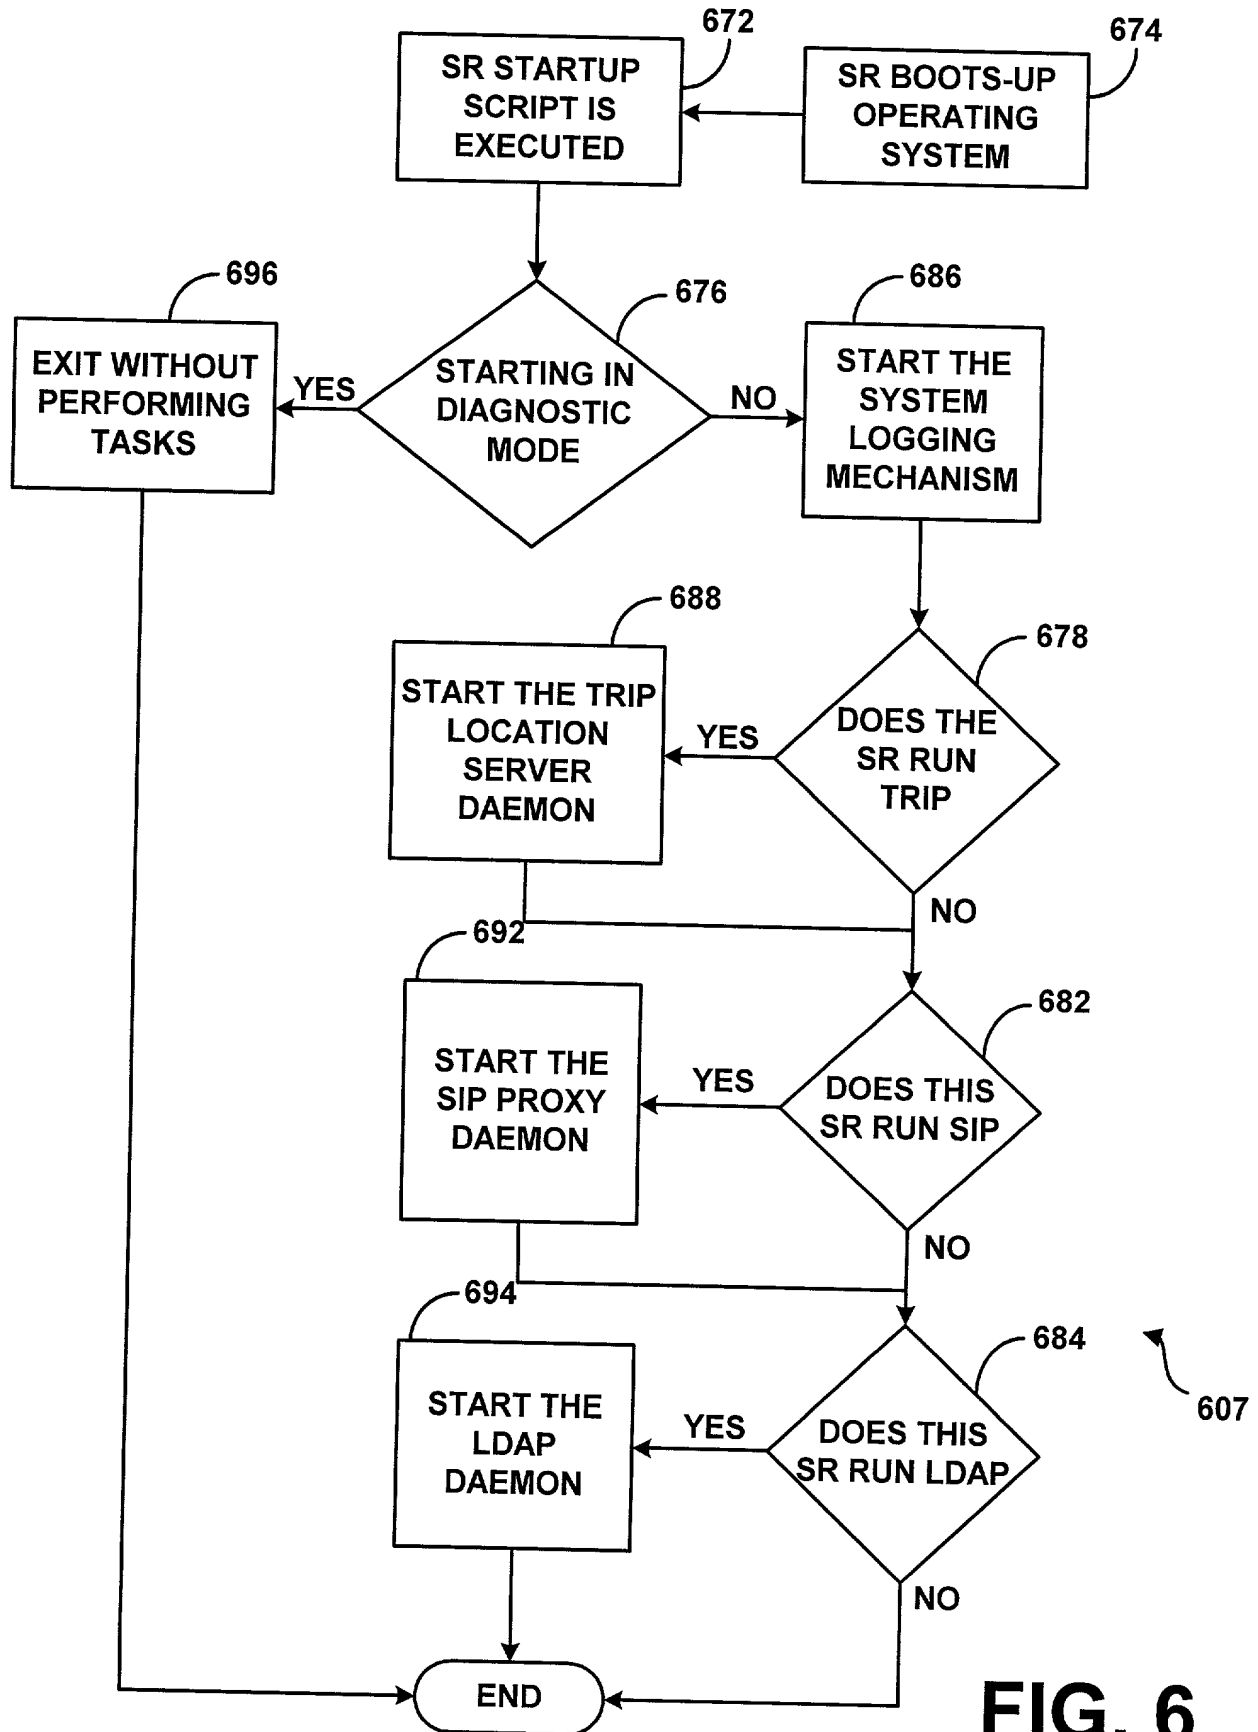 672
SR STARTUP
SCRIPT IS
EXECUTED
674
SR BOOTS-UP
OPERATING
SYSTEM
696
EXIT WITHOUT
PERFORMING
TASKS
YES
676
STARTING IN
DIAGNOSTIC
MODE
NO
686
START THE
SYSTEM
LOGGING
MECHANISM
688
START THE TRIP
LOCATION
SERVER
DAEMON
YES
678
DOES THE
SR RUN
TRIP
NO
692
START THE
SIP PROXY
DAEMON
YES
682
DOES THIS
SR RUN SIP
NO
694
START THE
LDAP
DAEMON
YES
684
DOES THIS
SR RUN LDAP
NO
607
END
FIG. 6